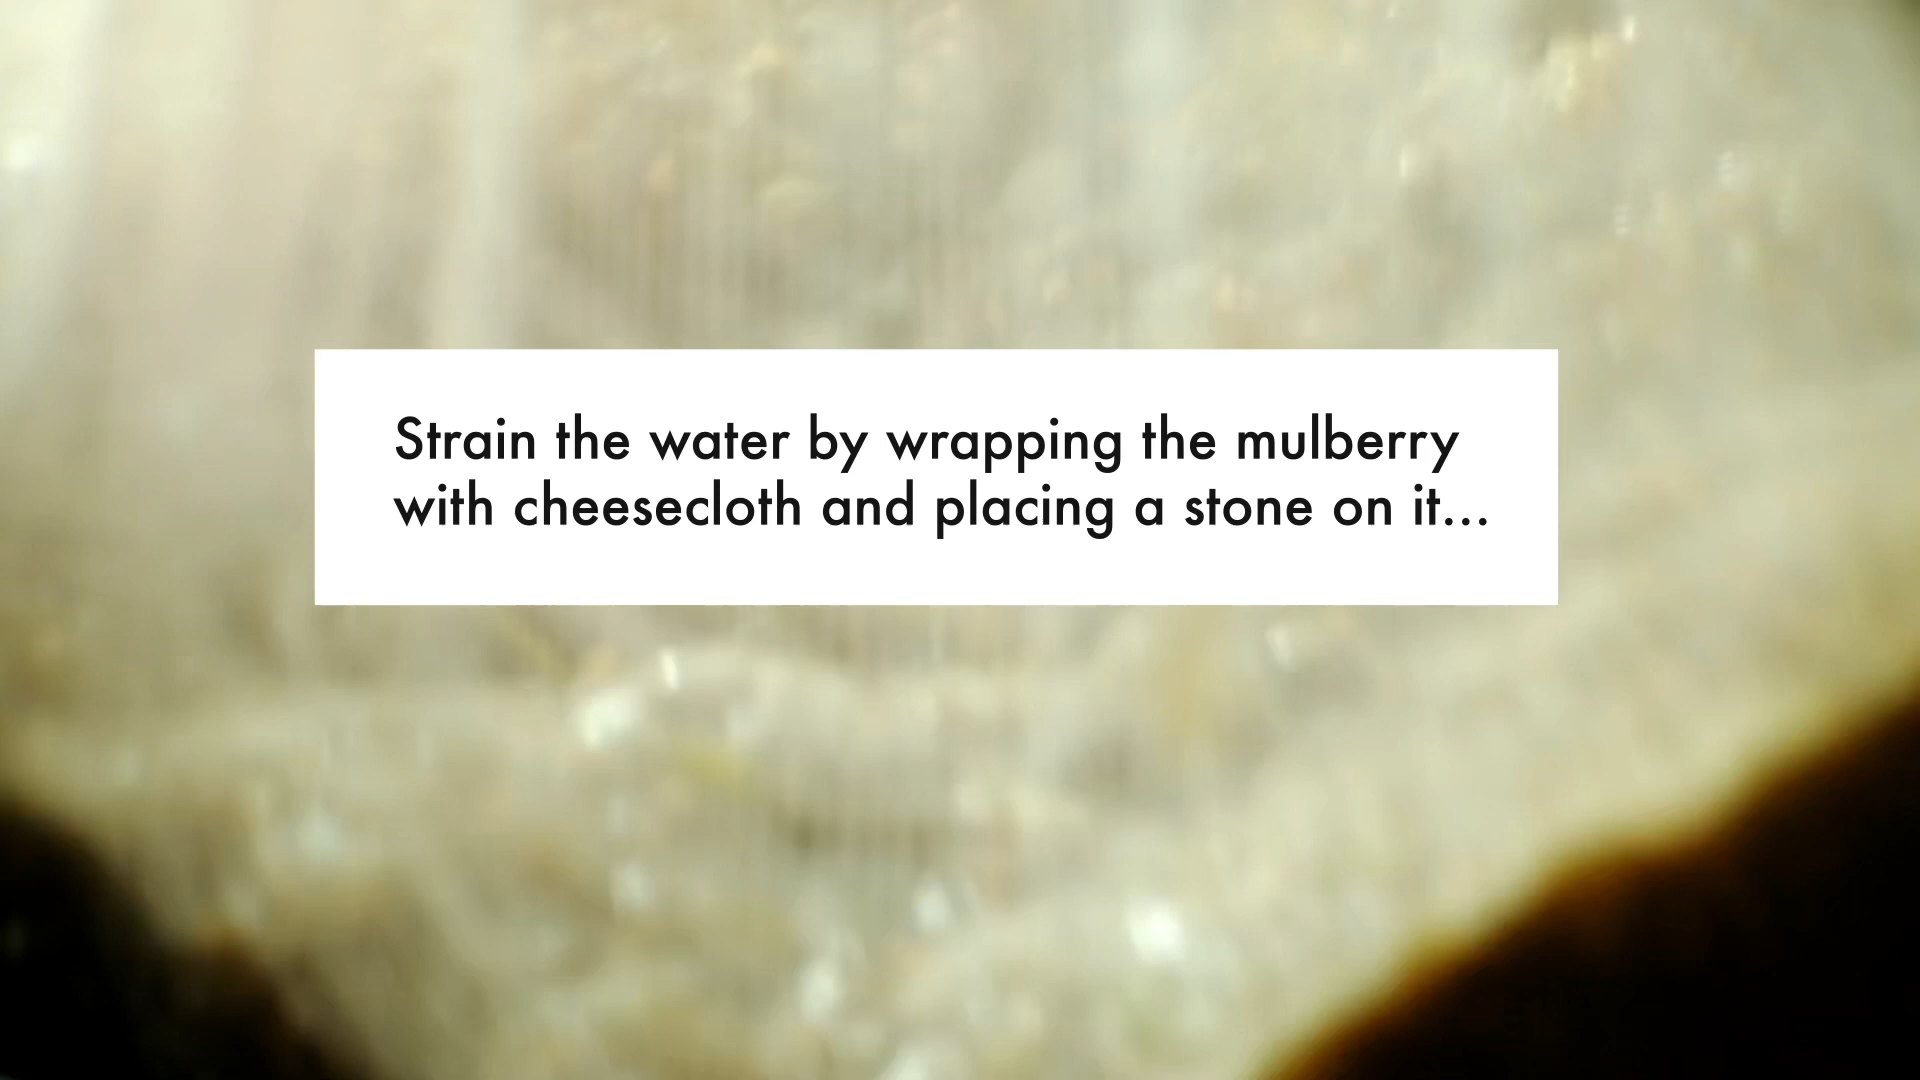 Strain the water by wrapping the mulberry
with cheesecloth and placing a stone on it...